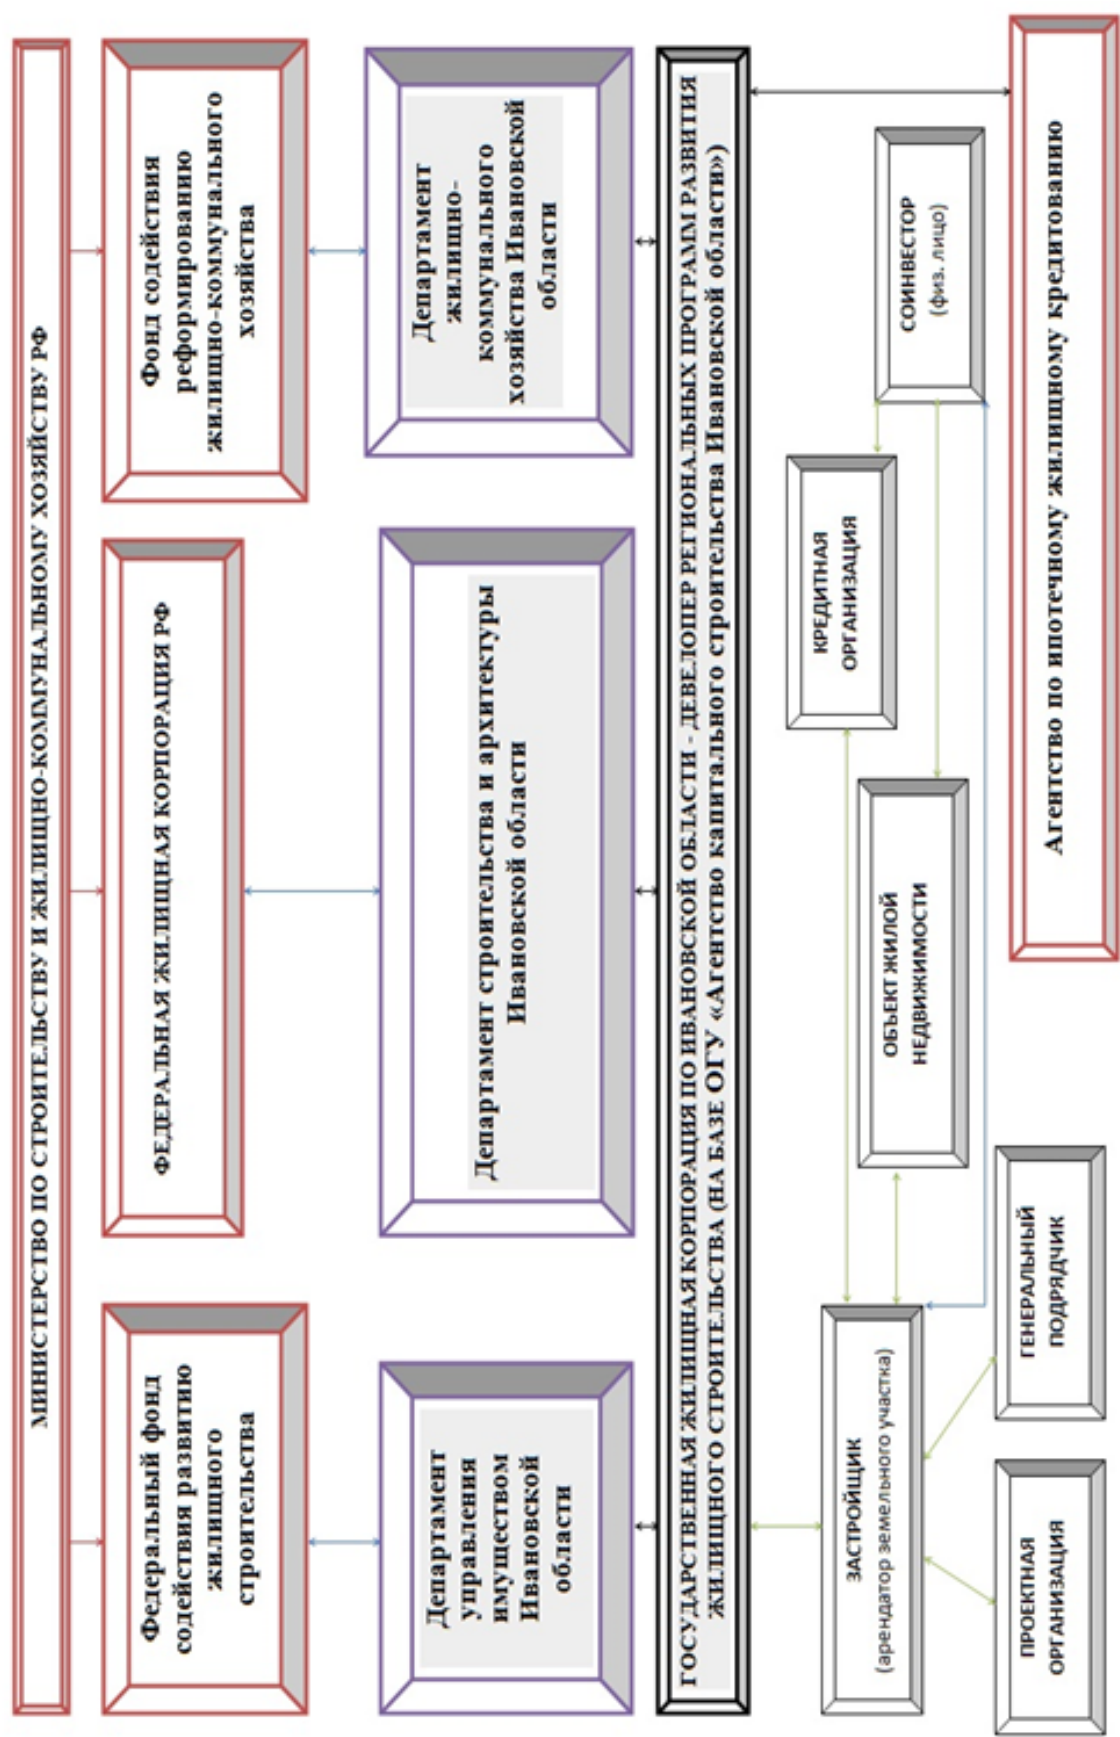 МИНИСТЕРСТВО ПО СТРОИТЕЛЬСТВУ И ЖИЛИЩНО-КОММУНАЛЬНОМУ ХОЗЯЙСТВУ РФ
Федеральный фонд
содействия развитию
жилищного
строительства
ФЕДЕРАЛЬНАЯ ЖИЛИЩНАЯ КОРПОРАЦИЯ РФ
Фонд содействия
реформированию
жилищно-коммунального
хозяйства
Департамент
управления
имуществом
Ивановской
области
Департамент строительства и архитектуры
Ивановской области
Департамент
жилищно-
коммунального
хозяйства Ивановской
области
ГОСУДАРСТВЕННАЯ ЖИЛИЩНАЯ КОРПОРАЦИЯ ПО ИВАНОВСКОЙ ОБЛАСТИ - ДЕВЕЛОПЕР РЕГИОНАЛЬНЫХ ПРОГРАММ РАЗВИТИЯ
ЖИЛИЩНОГО СТРОИТЕЛЬСТВА (НА БАЗЕ ОГУ «Агентство капитального строительства Ивановской области»)
ЗАСТРОЙЩИК
(арендатор земельного участка)
ОБЪЕКТ ЖИЛОЙ
НЕДВИЖИМОСТИ
КРЕДИТНАЯ
ОРГАНИЗАЦИЯ
СОИНВЕСТОР
(физ. лицо)
ПРОЕКТНАЯ
ОРГАНИЗАЦИЯ
ГЕНЕРАЛЬНЫЙ
ПОДРЯДЧИК
Агентство по ипотечному жилищному кредитованию